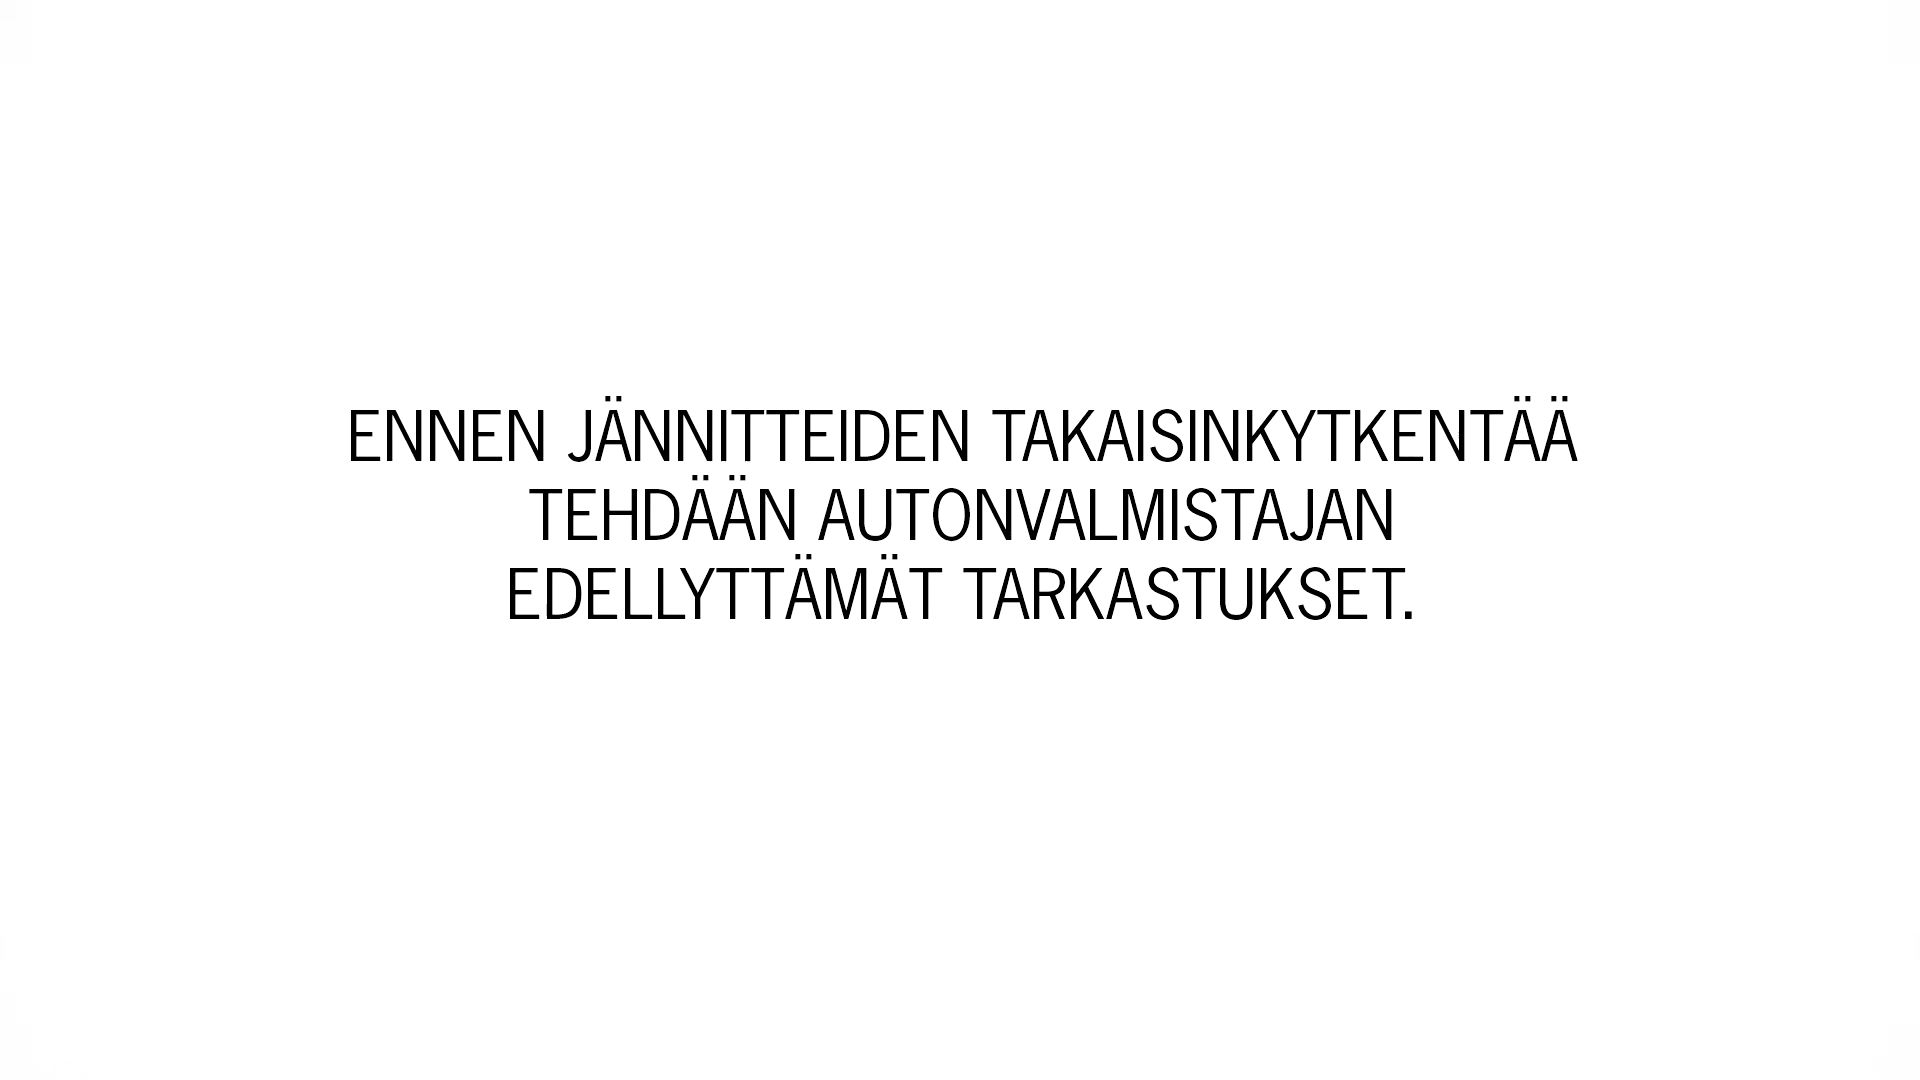 ENNEN JÄNNITTEIDEN TAKAISINKYTKENTÄÄ
TEHDÄÄN AUTONVALMISTAJAN
EDELLYTTÄMÄT TARKASTUKSET.